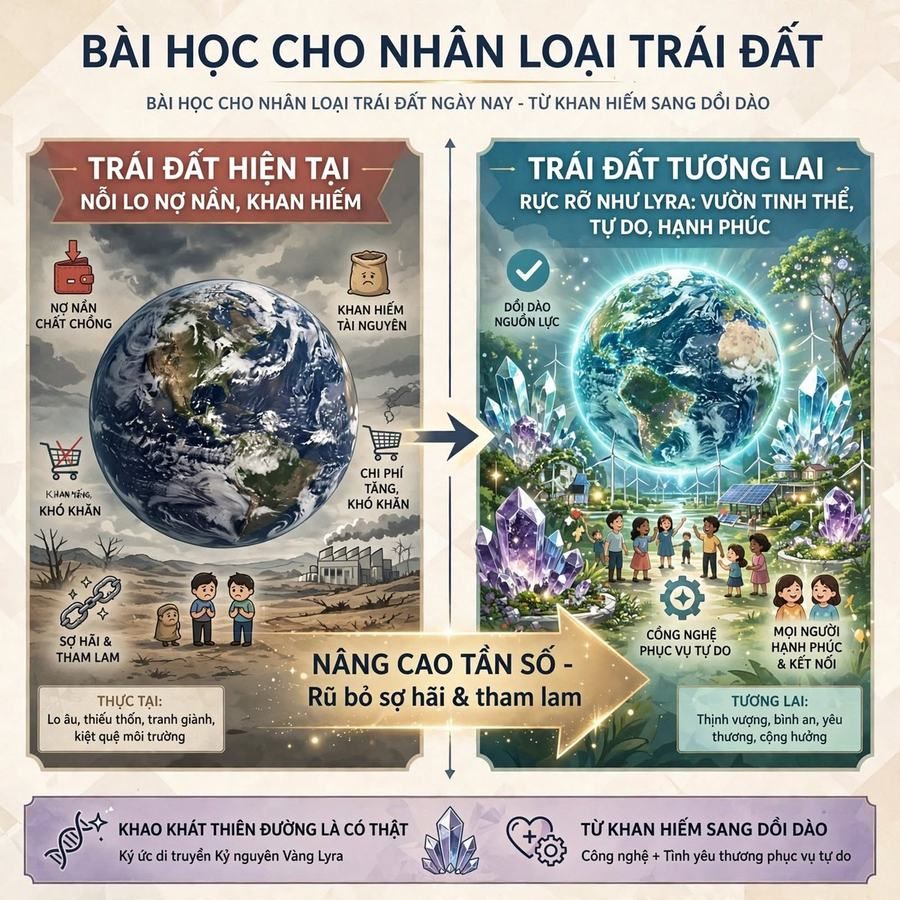 BÀI HỌC CHO NHÂN LOẠI TRÁI ĐẤT
BÀI HỌC CHO NHÂN LOẠI TRÁI ĐẤT NGÀY NAY - TỪ KHAN HIẾM SANG DỒI DÀO
TRÁI ĐẤT HIỆN TẠI
NỖI LO NỢ NẦN, KHAN HIẾM
NỢ NẦN
CHẤT CHỒNG
KHAN HIẾM
TÀI NGUYÊN
KHÓ KHĂN
CHI PHÍ
TĂNG,
KHÓ KHĂN
SỢ HÃI &
THAM LAM
THỰC TẠI:
Lo âu, thiếu thốn, tranh giành,
kiệt quệ môi trường
TRÁI ĐẤT TƯƠNG LAI
RỰC RỠ NHƯ LYRA: VƯỜN TINH THỂ,
TỰ DO, HẠNH PHÚC
DỒI DÀO
NGUỒN LỰC
CÔNG NGHỆ
PHỤC VỤ TỰ DO
MỌI NGƯỜI
HẠNH PHÚC
& KẾT NỐI
TƯƠNG LAI:
Thịnh vượng, bình an, yêu
thương, cộng hưởng
NÂNG CAO TẦN SỐ -
Rũ bỏ sợ hãi & tham lam
KHAO KHÁT THIÊN ĐƯỜNG LÀ CÓ THẬT
Ký ức di truyền Kỷ nguyên Vàng Lyra
TỪ KHAN HIẾM SANG DỒI DÀO
Công nghệ + Tình yêu thương phục vụ tự do